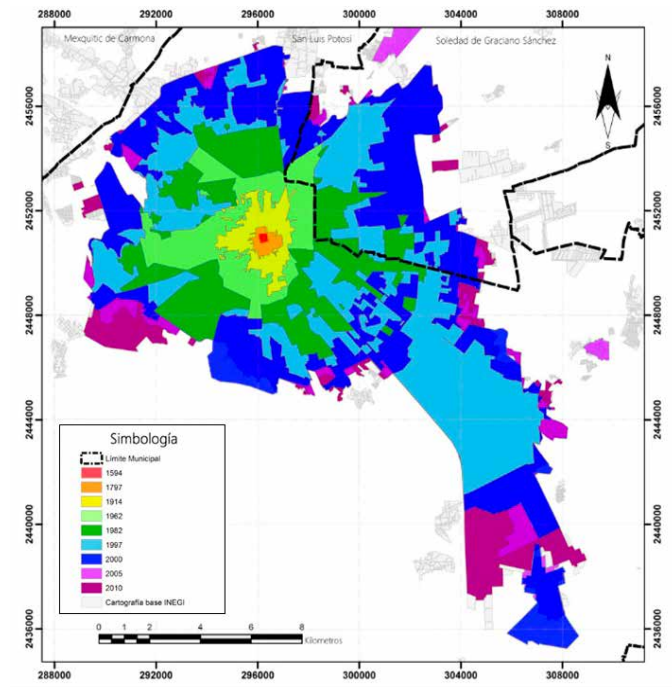 288000 292000 296000 300000 304000 308000
Mexquitic de Carmona San Luis Potosí Soledad de Graciano Sánchez
N
S
2456000 2456000
2452000 2452000
2448000 2448000
2444000 2444000
2440000 2440000
2436000 2436000
Simbología
Límite Municipal
1594
1797
1914
1962
1982
1997
2000
2005
2010
Cartografía base INEGI
0 1 2 4 6 8
Kilometros
288000 292000 296000 300000 304000 308000